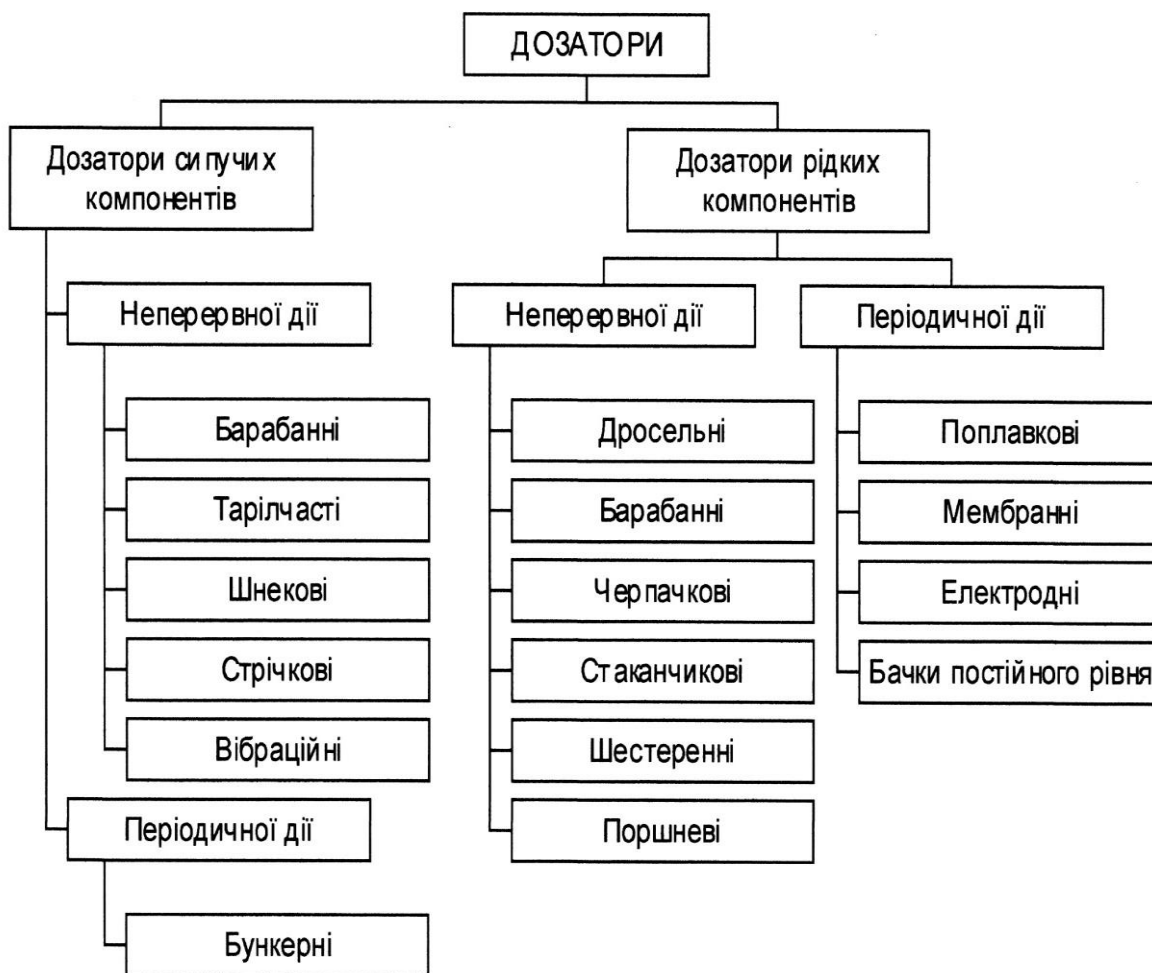 ДОЗАТОРИ
Дозатори сипучих
компонентів
Неперервної дії
Барабанні
Тарілчасті
Шнекові
Стрічкові
Вібраційні
Періодичної дії
Бункерні
Дозатори рідких
компонентів
Неперервної дії
Дросельні
Барабанні
Черпачкові
Стаканчикові
Шестеренні
Поршневі
Періодичної дії
Поплавкові
Мембранні
Електродні
Бачки постійного рівня